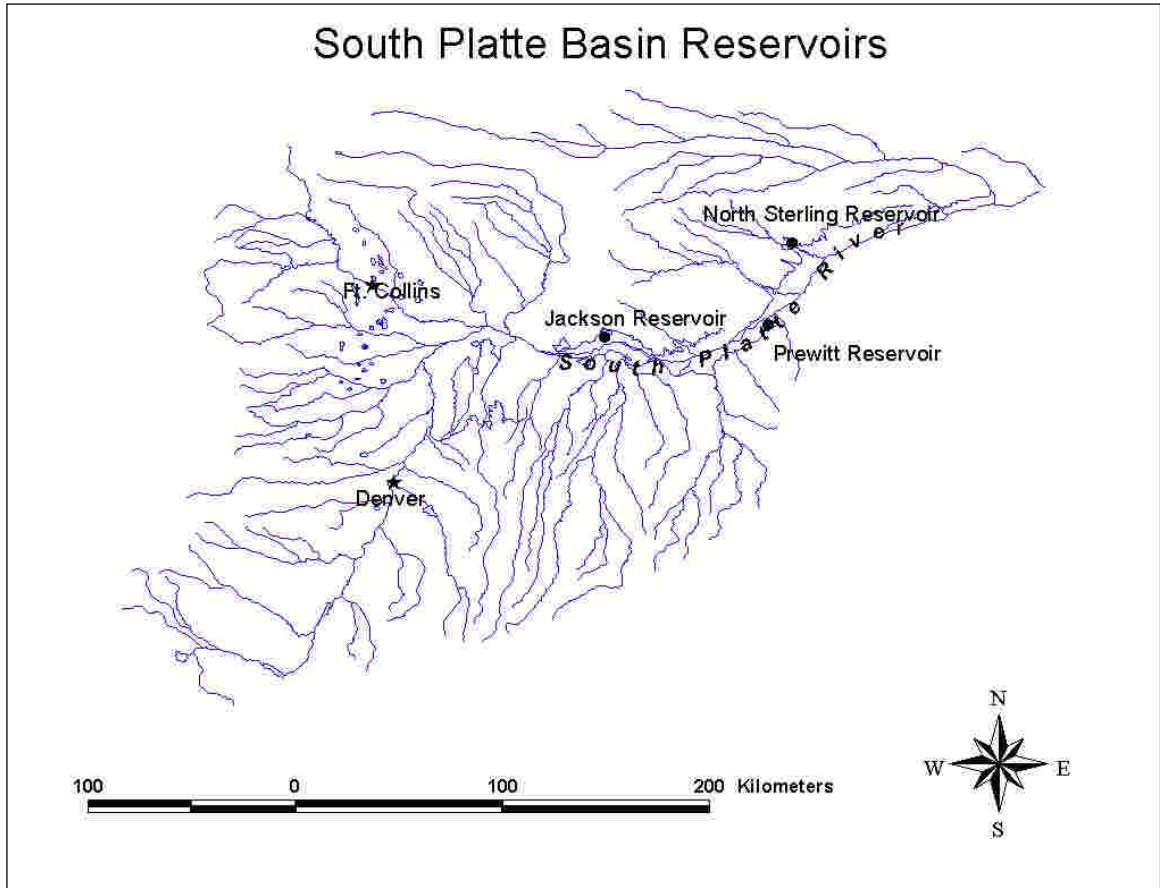 South Platte Basin Reservoirs
North Sterling Reservoir
South Platte River
Ft. Collins
Jackson Reservoir
Prewitt Reservoir
Denver
N
W
E
S
100 0 100 200 Kilometers